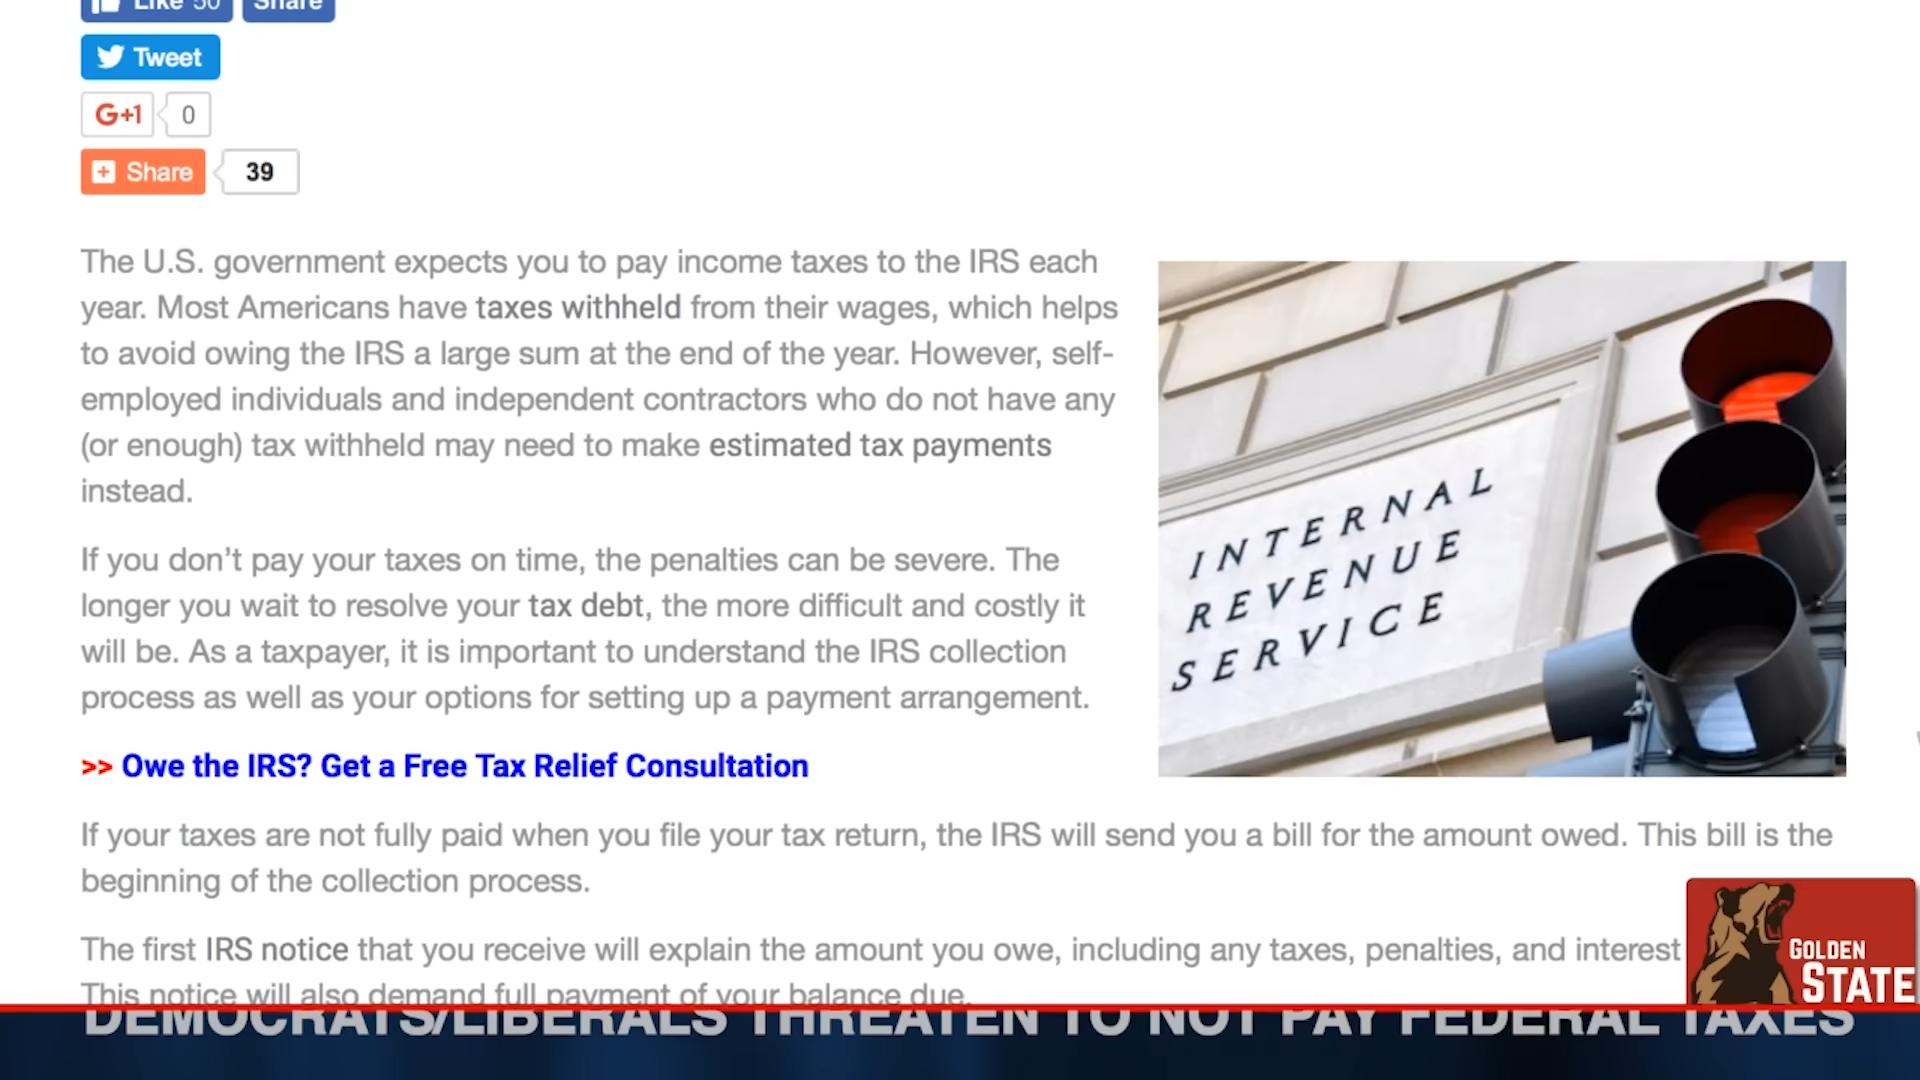 Like 50 Share
Tweet
G+1 0
Share 39
The U.S. government expects you to pay income taxes to the IRS each
year. Most Americans have taxes withheld from their wages, which helps
to avoid owing the IRS a large sum at the end of the year. However, self-
employed individuals and independent contractors who do not have any
(or enough) tax withheld may need to make estimated tax payments
instead.
If you don’t pay your taxes on time, the penalties can be severe. The
longer you wait to resolve your tax debt, the more difficult and costly it
will be. As a taxpayer, it is important to understand the IRS collection
process as well as your options for setting up a payment arrangement.
>> Owe the IRS? Get a Free Tax Relief Consultation
INTERNAL
REVENUE
SERVICE
If your taxes are not fully paid when you file your tax return, the IRS will send you a bill for the amount owed. This bill is the
beginning of the collection process.
The first IRS notice that you receive will explain the amount you owe, including any taxes, penalties, and interest
This notice will also demand full payment of your balance due.
GOLDEN
STATE
DEMOCRATS/LIBERALS THREATEN TO NOT PAY FEDERAL TAXES